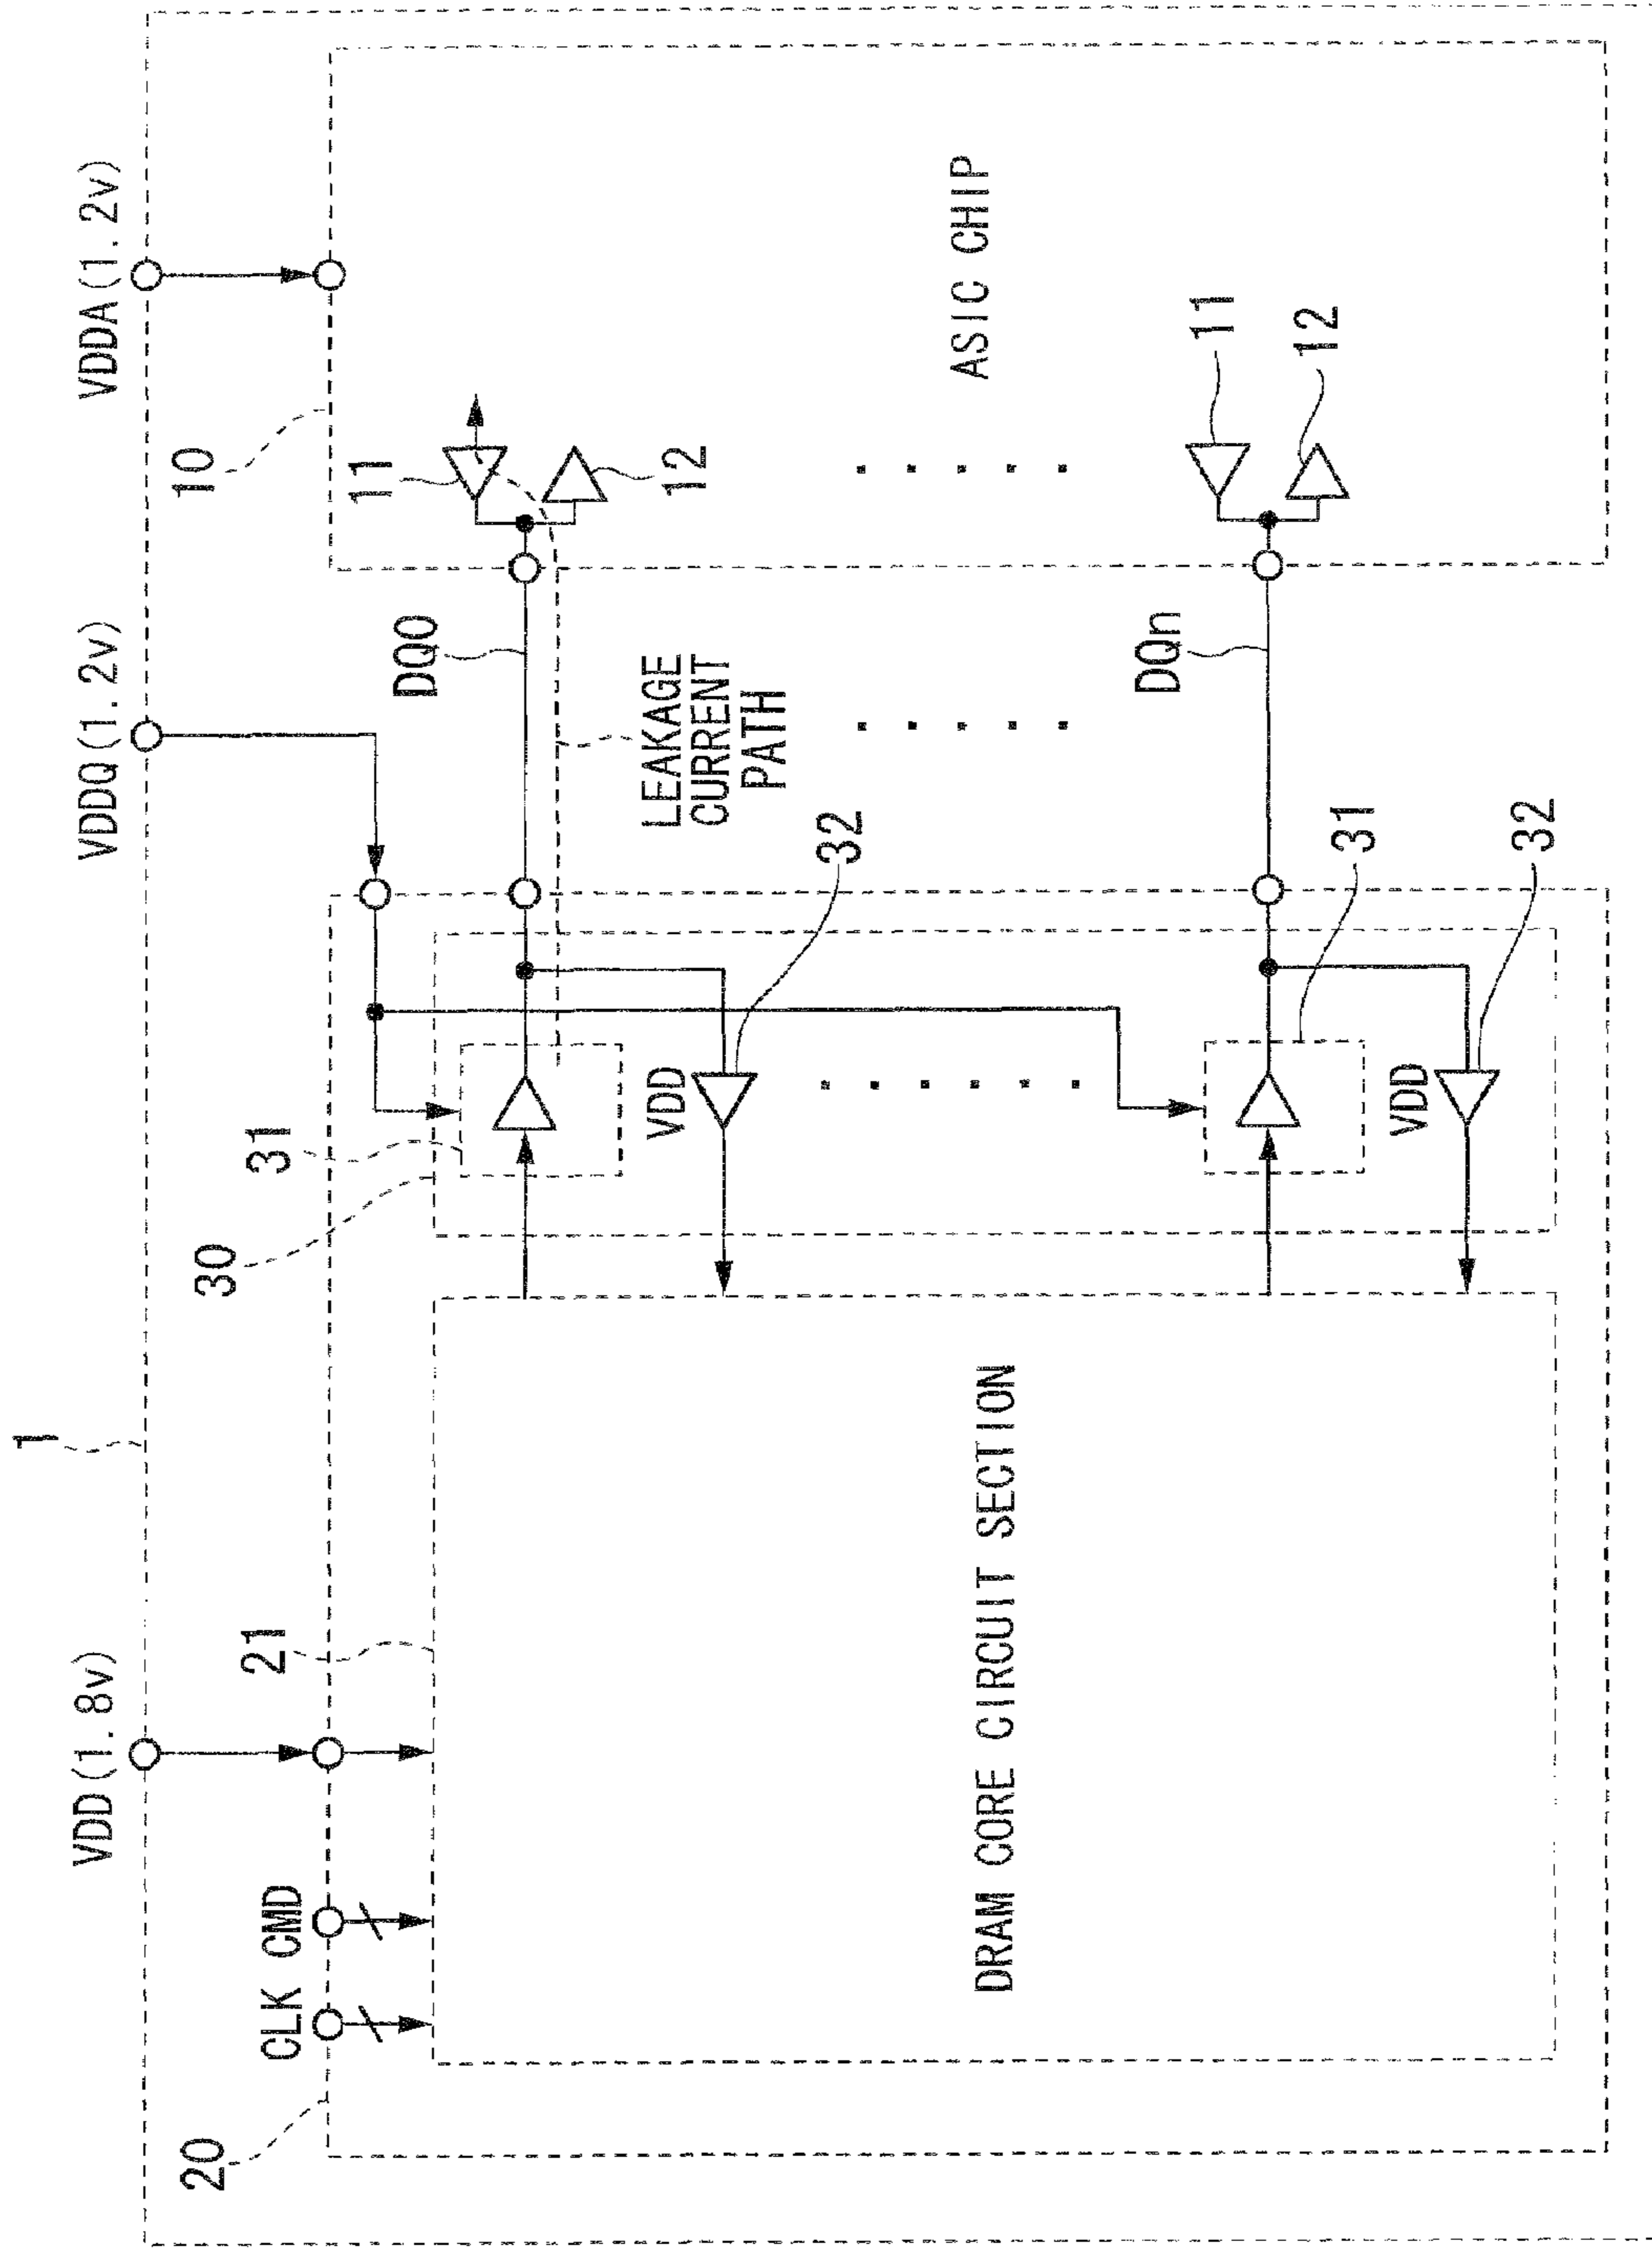 1
VDD(1. 8v)
VDDQ(1. 2v)
VDDA(1. 2v)
20
CLK
CMD
21
30
31
10
11
12
DQ0
LEAKAGE
CURRENT
PATH
VDD
32
DRAM CORE CIRCUIT SECTION
ASIC CHIP
DQn
11
12
31
VDD
32